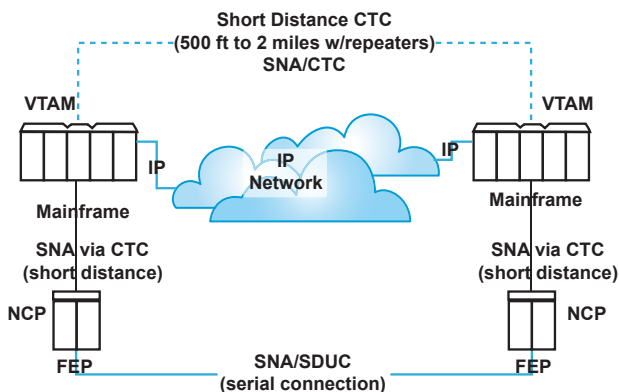 Short Distance CTC
(500 ft to 2 miles w/repeaters)
SNA/CTC
VTAM
VTAM
IP
IP
Network
IP
Mainframe
Mainframe
SNA via CTC
(short distance)
SNA via CTC
(short distance)
NCP
NCP
FEP
FEP
SNA/SDUC
(serial connection)